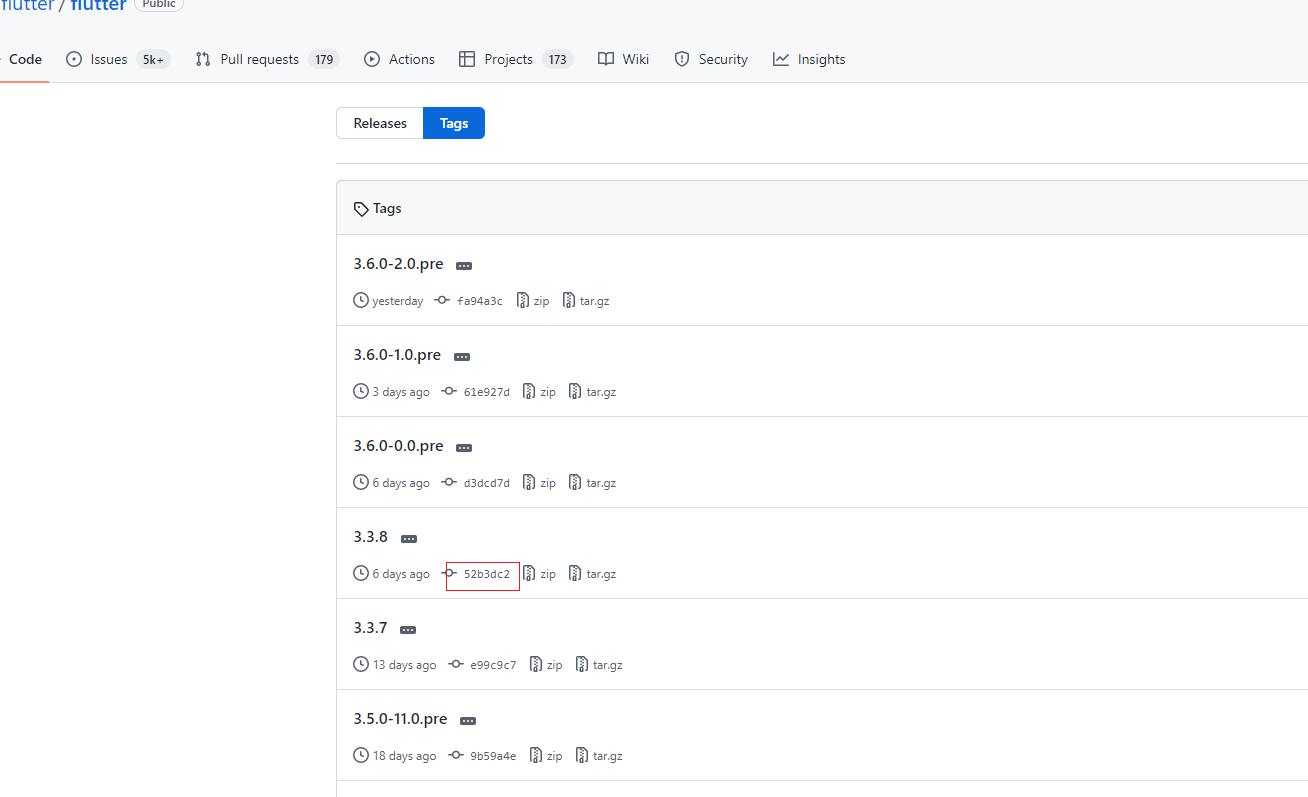 flutter / flutter Public
Code Issues 5k+ Pull requests 179 Actions Projects 173 Wiki Security Insights
Releases Tags
Tags
3.6.0-2.0.pre
yesterday fa94a3c zip tar.gz
3.6.0-1.0.pre
3 days ago 61e927d zip tar.gz
3.6.0-0.0.pre
6 days ago d3dcd7d zip tar.gz
3.3.8
6 days ago 52b3dc2 zip tar.gz
3.3.7
13 days ago e99c9c7 zip tar.gz
3.5.0-11.0.pre
18 days ago 9b59a4e zip tar.gz